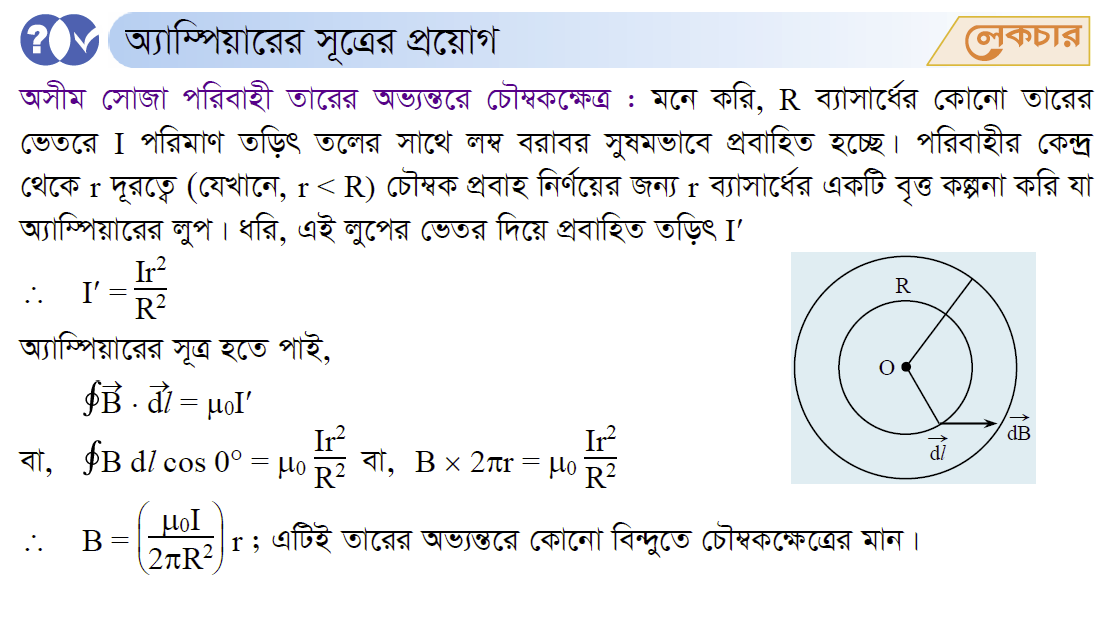 অ্যাম্পিয়ারের সূত্রের প্রয়োগ
লেকচার
অসীম সোজা পরিবাহী তারের অভ্যন্তরে চৌম্বকক্ষেত্র : মনে করি, R ব্যাসার্ধের কোনো তারের
ভেতরে I পরিমাণ তড়িৎ তলের সাথে লম্ব বরাবর সুষমভাবে প্রবাহিত হচ্ছে। পরিবাহীর কেন্দ্র
থেকে r দূরত্বে (যেখানে, r < R) চৌম্বক প্রবাহ নির্ণয়ের জন্য r ব্যাসার্ধের একটি বৃত্ত কল্পনা করি যা
অ্যাম্পিয়ারের লুপ। ধরি, এই লুপের ভেতর দিয়ে প্রবাহিত তড়িৎ I′
∴ I′ = Ir²/R²
অ্যাম্পিয়ারের সূত্র হতে পাই,
∮B⃗ · d⃗l = μ₀I′
বা, ∮B dl cos 0° = μ₀ Ir²/R² বা, B × 2πr = μ₀ Ir²/R²
∴ B = (μ₀I/2πR²) r ; এটিই তারের অভ্যন্তরে কোনো বিন্দুতে চৌম্বকক্ষেত্রের মান।
R
O
dB⃗
dl⃗